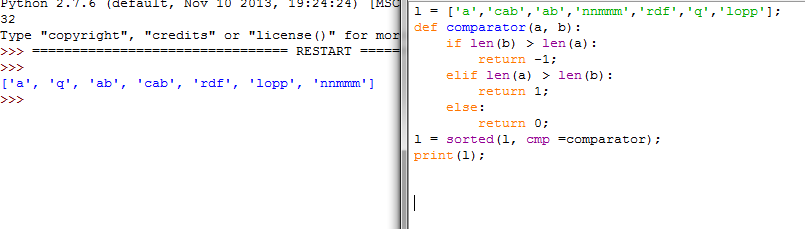 Python 2.7.6 (default, Nov 10 2013, 19:24:24) [MSC
32
Type "copyright", "credits" or "license()" for mor
>>> ================================ RESTART =====
>>>
['a', 'q', 'ab', 'cab', 'rdf', 'lopp', 'nnmmm']
>>>
l = ['a','cab','ab','nnmmm','rdf','q','lopp'];
def comparator(a, b):
    if len(b) > len(a):
        return -1;
    elif len(a) > len(b):
        return 1;
    else:
        return 0;
l = sorted(l, cmp =comparator);
print(l);